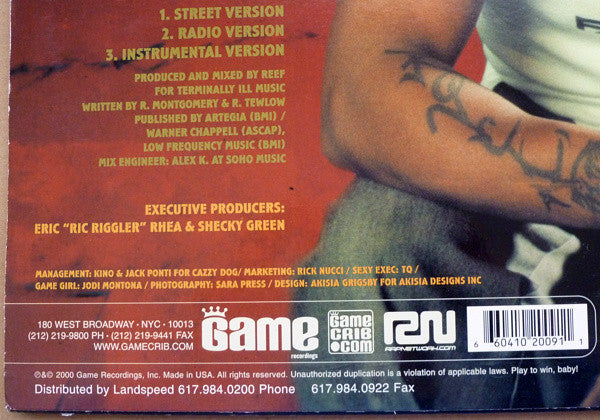 1. STREET VERSION
2. RADIO VERSION
3. INSTRUMENTAL VERSION
PRODUCED AND MIXED BY REEF
FOR TERMINALLY ILL MUSIC
WRITTEN BY R. MONTGOMERY & R. TEWLOW
PUBLISHED BY ARTEGIA (BMI) /
WARNER CHAPPELL (ASCAP),
LOW FREQUENCY MUSIC (BMI)
MIX ENGINEER: ALEX K. AT SOHO MUSIC
EXECUTIVE PRODUCERS:
ERIC "RIC RIGGLER" RHEA & SHECKY GREEN
MANAGEMENT: KINO & JACK PONTI FOR CAZZY DOG/ MARKETING: RICK NUCCI / SEXY EXEC: TQ /
GAME GIRL: JODI MONTONA / PHOTOGRAPHY: SARA PRESS / DESIGN: AKISIA GRIGSBY FOR AKISIA DESIGNS INC
180 WEST BROADWAY • NYC • 10013
(212) 219-9800 PH • (212) 219-9441 FAX
WWW.GAMECRIB.COM
Game
recordings
GAME
CRIB
.COM
RAPNETWORK.COM
6 60410 20091 1
℗&© 2000 Game Recordings, Inc. Made in USA. All rights reserved. Unauthorized duplication is a violation of applicable laws. Play to win, baby!
Distributed by Landspeed 617.984.0200 Phone 617.984.0922 Fax